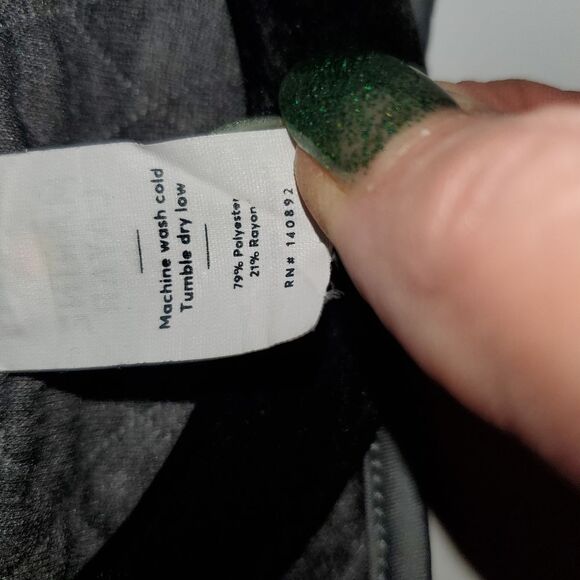 Machine wash cold
Tumble dry low
79% Polyester
21% Rayon
RN# 140892